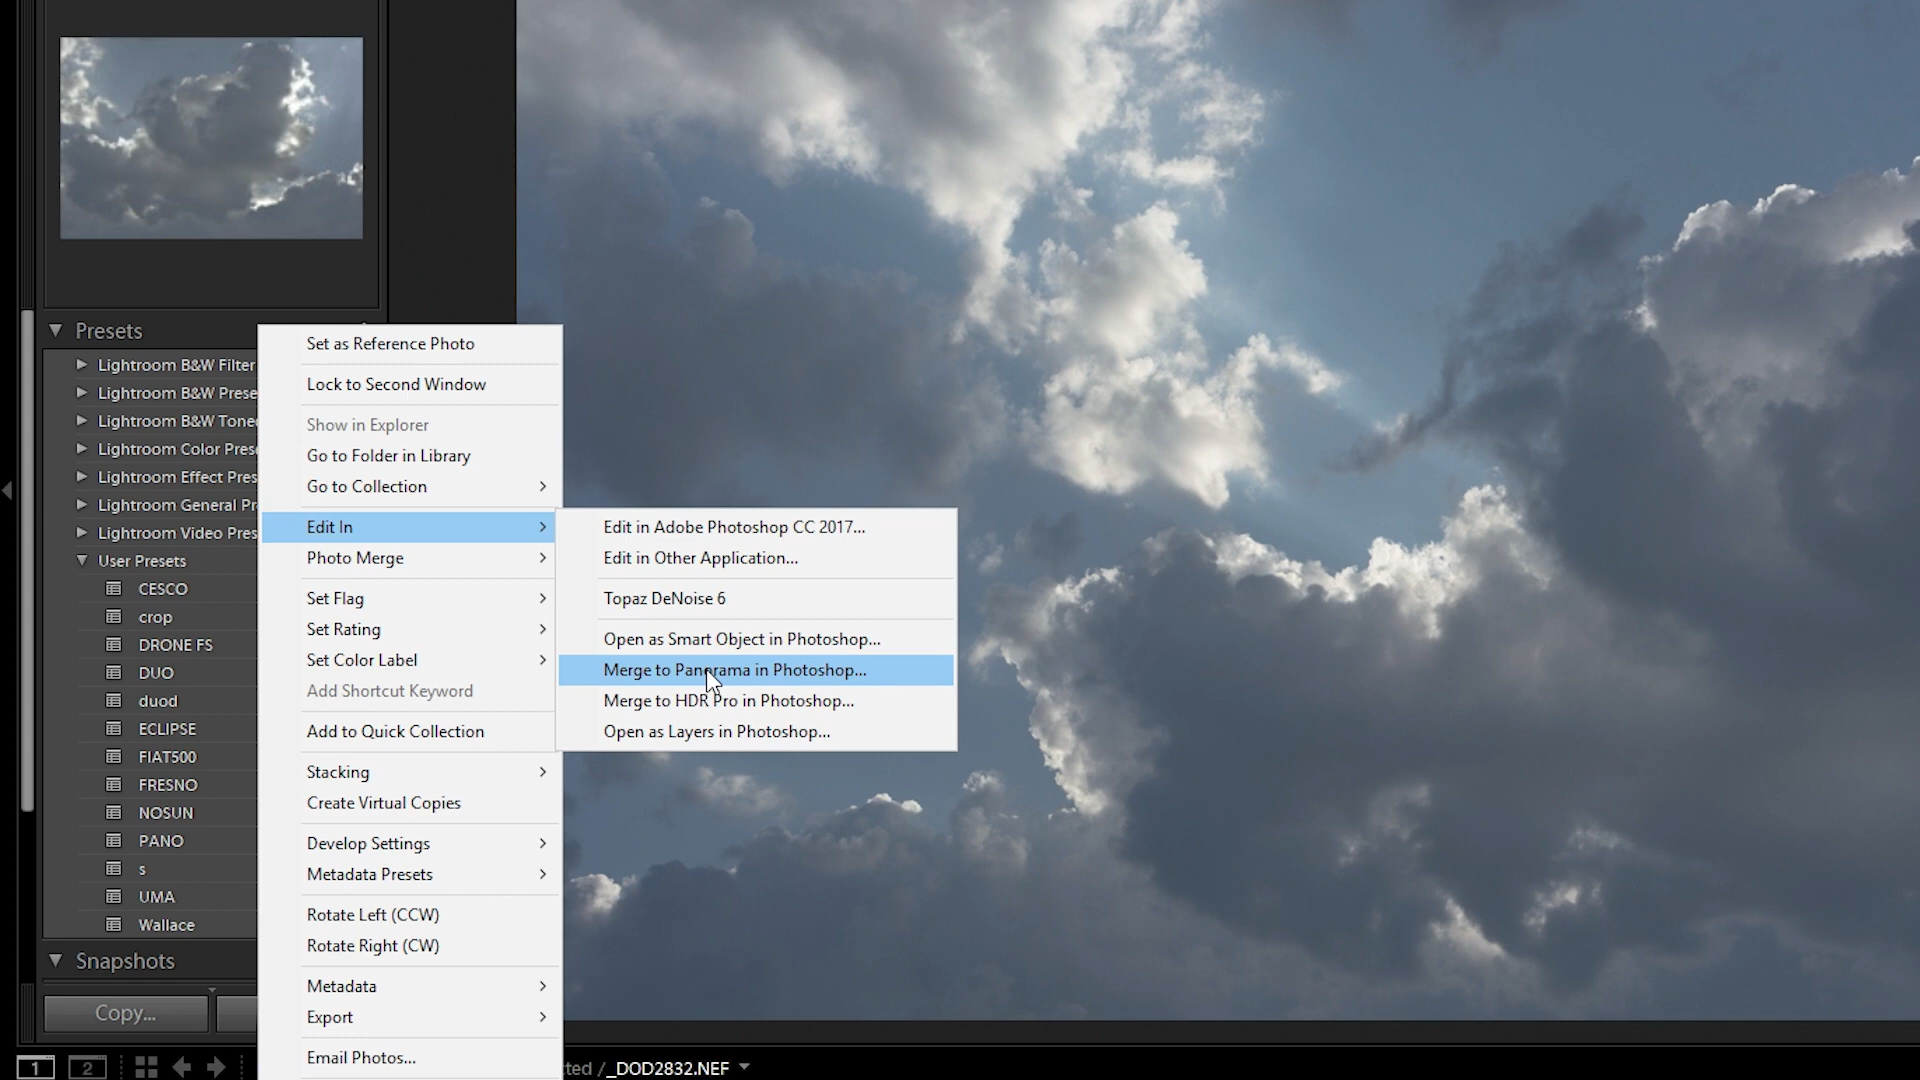 Presets
Lightroom B&W Filter
Lightroom B&W Prese
Lightroom B&W Tone
Lightroom Color Pres
Lightroom Effect Pres
Lightroom General Pr
Lightroom Video Pres
User Presets
CESCO
crop
DRONE FS
DUO
duod
ECLIPSE
FIAT500
FRESNO
NOSUN
PANO
s
UMA
Wallace
Snapshots
Copy...
Set as Reference Photo
Lock to Second Window
Show in Explorer
Go to Folder in Library
Go to Collection
Edit In
Photo Merge
Set Flag
Set Rating
Set Color Label
Add Shortcut Keyword
Add to Quick Collection
Stacking
Create Virtual Copies
Develop Settings
Metadata Presets
Rotate Left (CCW)
Rotate Right (CW)
Metadata
Export
Email Photos...
Edit in Adobe Photoshop CC 2017...
Edit in Other Application...
Topaz DeNoise 6
Open as Smart Object in Photoshop...
Merge to Panorama in Photoshop...
Merge to HDR Pro in Photoshop...
Open as Layers in Photoshop...
1 2 ted / _DOD2832.NEF